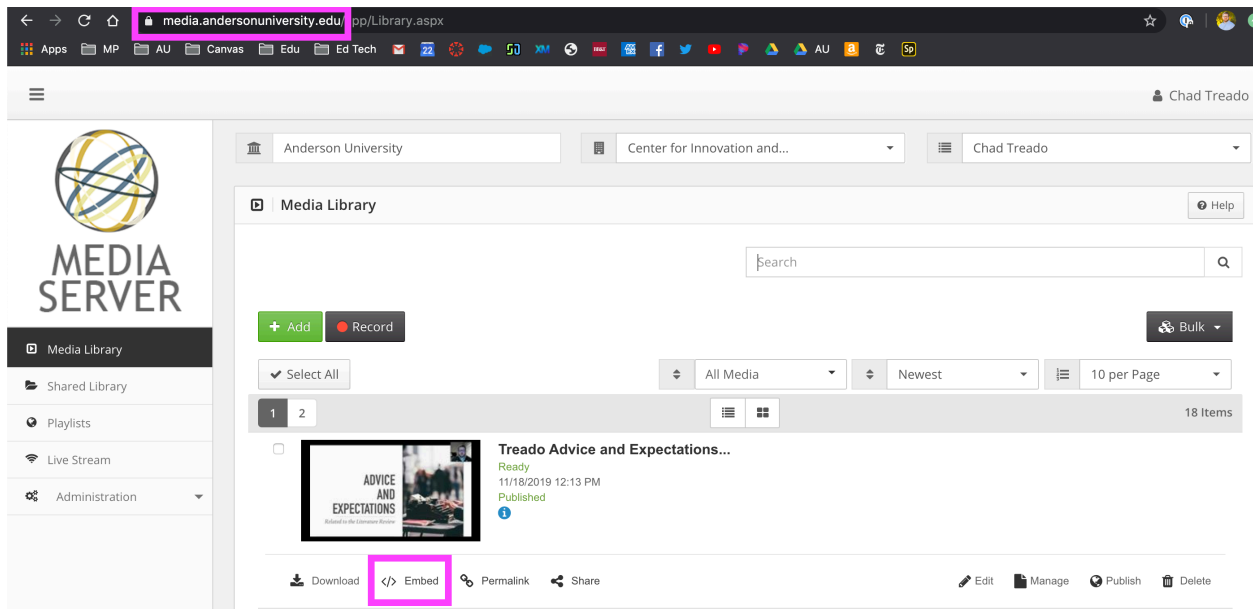 media.andersonuniversity.edu/ pp/Library.aspx
Apps MP AU Canvas Edu Ed Tech 22 AU Sp
Chad Treado
Anderson University Center for Innovation and... Chad Treado
Media Library Help
MEDIA
SERVER
Search
Add Record Bulk
Media Library
Select All All Media Newest 10 per Page
Shared Library
1 2 18 Items
Playlists
Live Stream
Administration
Treado Advice and Expectations...
Ready
11/18/2019 12:13 PM
Published
ADVICE
AND
EXPECTATIONS
Related to the Literature Review
Download </> Embed Permalink Share Edit Manage Publish Delete